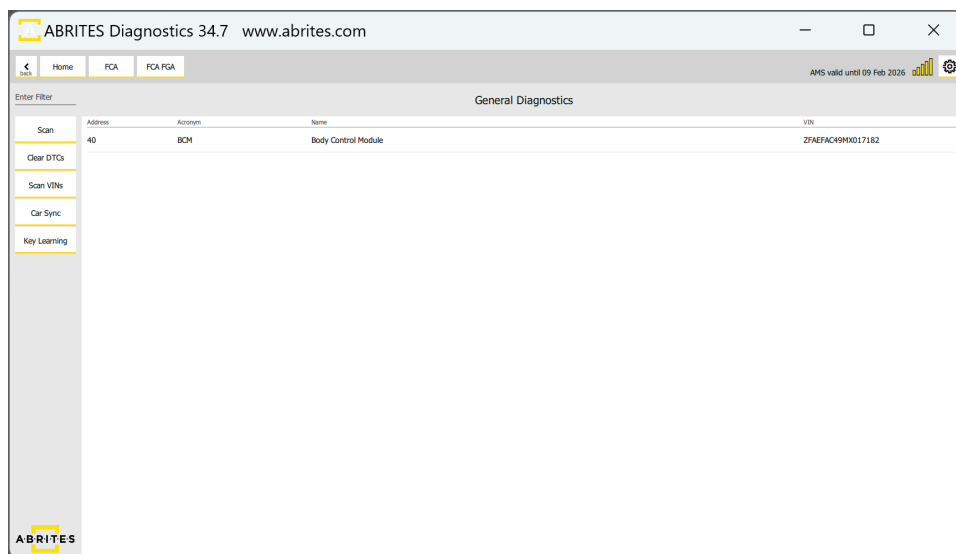 ABRITES Diagnostics 34.7 www.abrites.com
back Home FCA FCA FGA AMS valid until 09 Feb 2026
Enter Filter
General Diagnostics
Scan
Clear DTCs
Scan VINs
Car Sync
Key Learning
Address Acronym Name VIN
40 BCM Body Control Module ZFAEFAC49MX017182
A·B·R·I·T·E·S